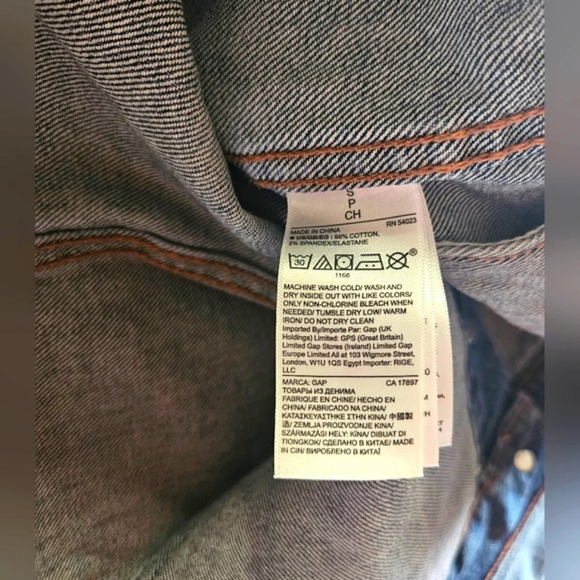 S
P
CH
RN 54023
MADE IN CHINA
98% COTTON,
2% SPANDEX/ELASTANE
30
1166
MACHINE WASH COLD/ WASH AND
DRY INSIDE OUT WITH LIKE COLORS/
ONLY NON-CHLORINE BLEACH WHEN
NEEDED/ TUMBLE DRY LOW/ WARM
IRON/ DO NOT DRY CLEAN
Imported By/Importe Par: Gap (UK
Holdings) Limited: GPS (Great Britain)
Limited Gap Stores (Ireland) Limited Gap
Europe Limited All at 103 Wigmore Street,
London, W1U 1QS Egypt Importer: RIGE,
LLC
MARCA: GAP CA 17897
ТОВАРЫ ИЗ ДЕНИМА
FABRIQUE EN CHINE/ HECHO EN
CHINA/ FABRICADO NA CHINA/
ΚΑΤΑΣΚΕΥΑΣΤΗΚΕ ΣΤΗΝ ΚΙΝΑ/ 中國製
造/ ZEMLJA PROIZVODNJE KINA/
SZÁRMAZÁSI HELY: KÍNA/ DIBUAT DI
TIONGKOK/ CZINDEN ÇIN/ MADE
IN CIN/ ВИРОБЛЕНО В КИТАЇ